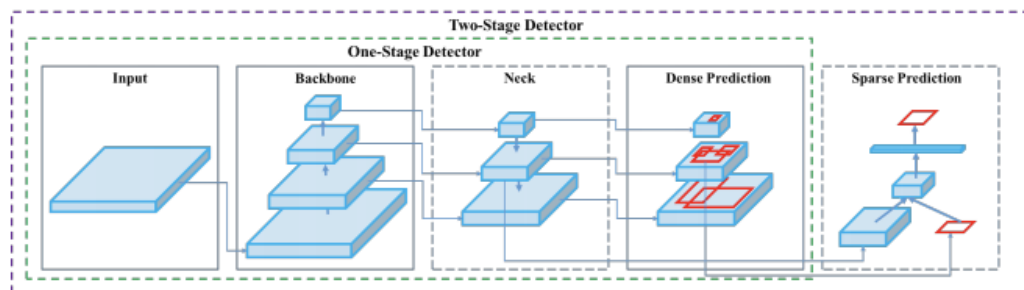 Two-Stage Detector
One-Stage Detector
Input
Backbone
Neck
Dense Prediction
Sparse Prediction